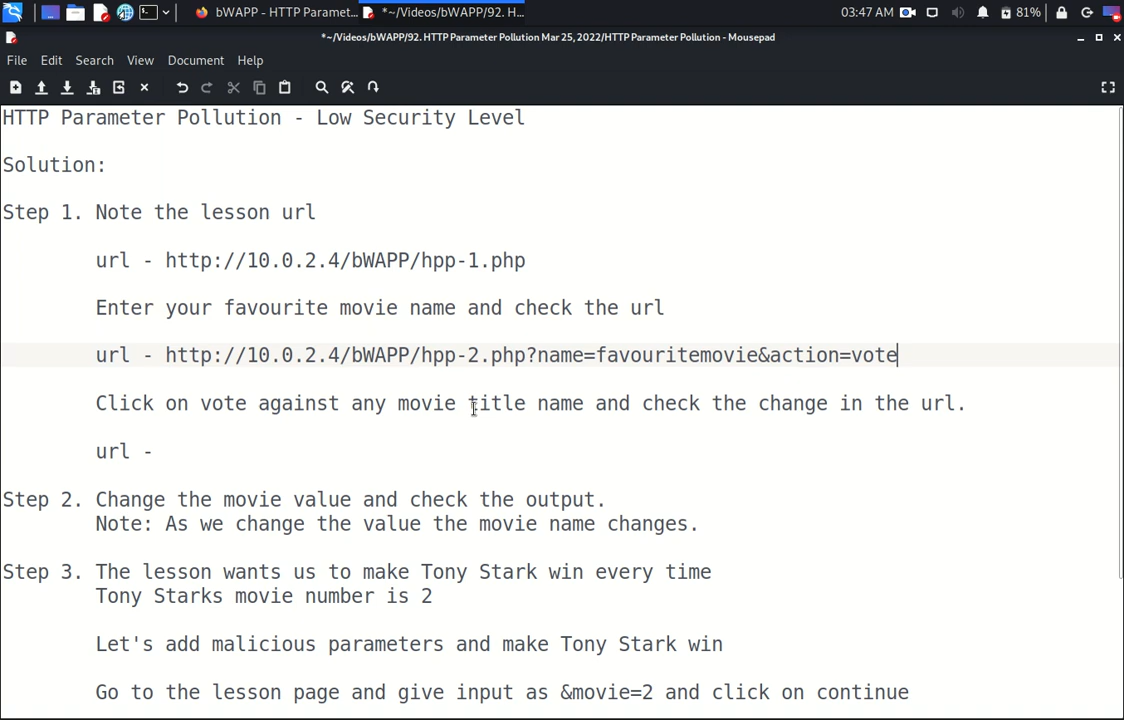 bWAPP - HTTP Paramet...
*~/Videos/bWAPP/92. H...
03:47 AM
81%
*~/Videos/bWAPP/92. HTTP Parameter Pollution Mar 25, 2022/HTTP Parameter Pollution - Mousepad
File Edit Search View Document Help
HTTP Parameter Pollution - Low Security Level
Solution:
Step 1. Note the lesson url
url - http://10.0.2.4/bWAPP/hpp-1.php
Enter your favourite movie name and check the url
url - http://10.0.2.4/bWAPP/hpp-2.php?name=favouritemovie&action=vote
Click on vote against any movie title name and check the change in the url.
url -
Step 2. Change the movie value and check the output.
Note: As we change the value the movie name changes.
Step 3. The lesson wants us to make Tony Stark win every time
Tony Starks movie number is 2
Let's add malicious parameters and make Tony Stark win
Go to the lesson page and give input as &movie=2 and click on continue